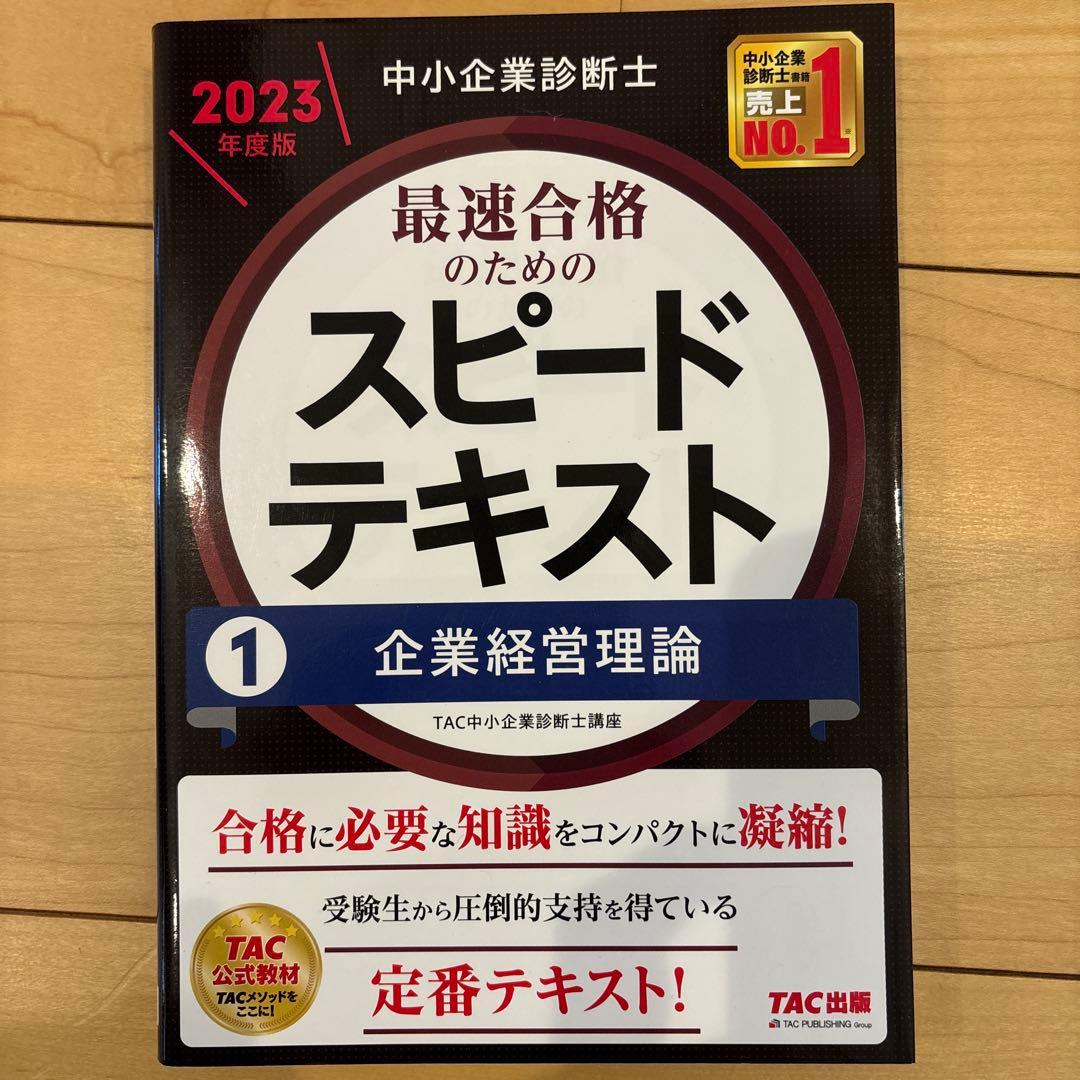 2023
年度版
中小企業診断士
中小企業
診断士書籍
売上
NO.1
※
最速合格
のための
スピード
テキスト
1 企業経営理論
TAC中小企業診断士講座
合格に必要な知識をコンパクトに凝縮!
受験生から圧倒的支持を得ている
定番テキスト!
TAC
公式教材
TACメソッドを
ここに!
TAC出版
TAC PUBLISHING Group